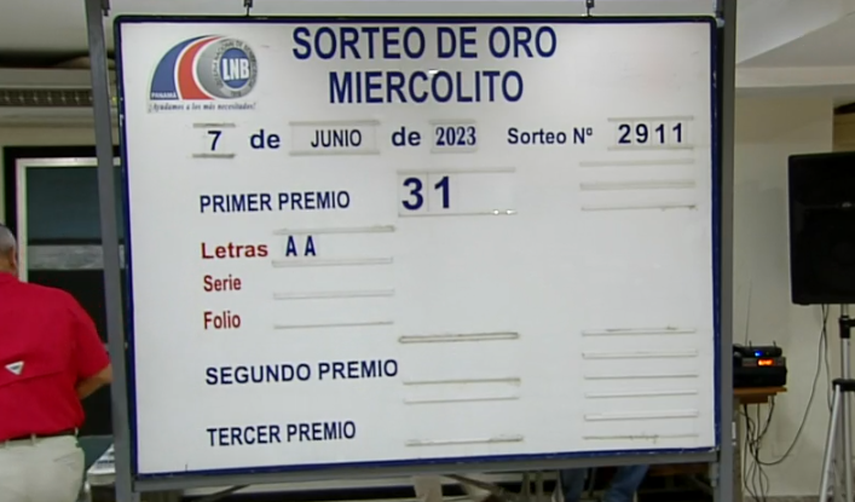 SORTEO DE ORO
MIERCOLITO
LNB
PANAMÁ
¡Ayudamos a los más necesitados!
7 de JUNIO de 2023 Sorteo Nº 2911
PRIMER PREMIO 31
Letras A A
Serie
Folio
SEGUNDO PREMIO
TERCER PREMIO